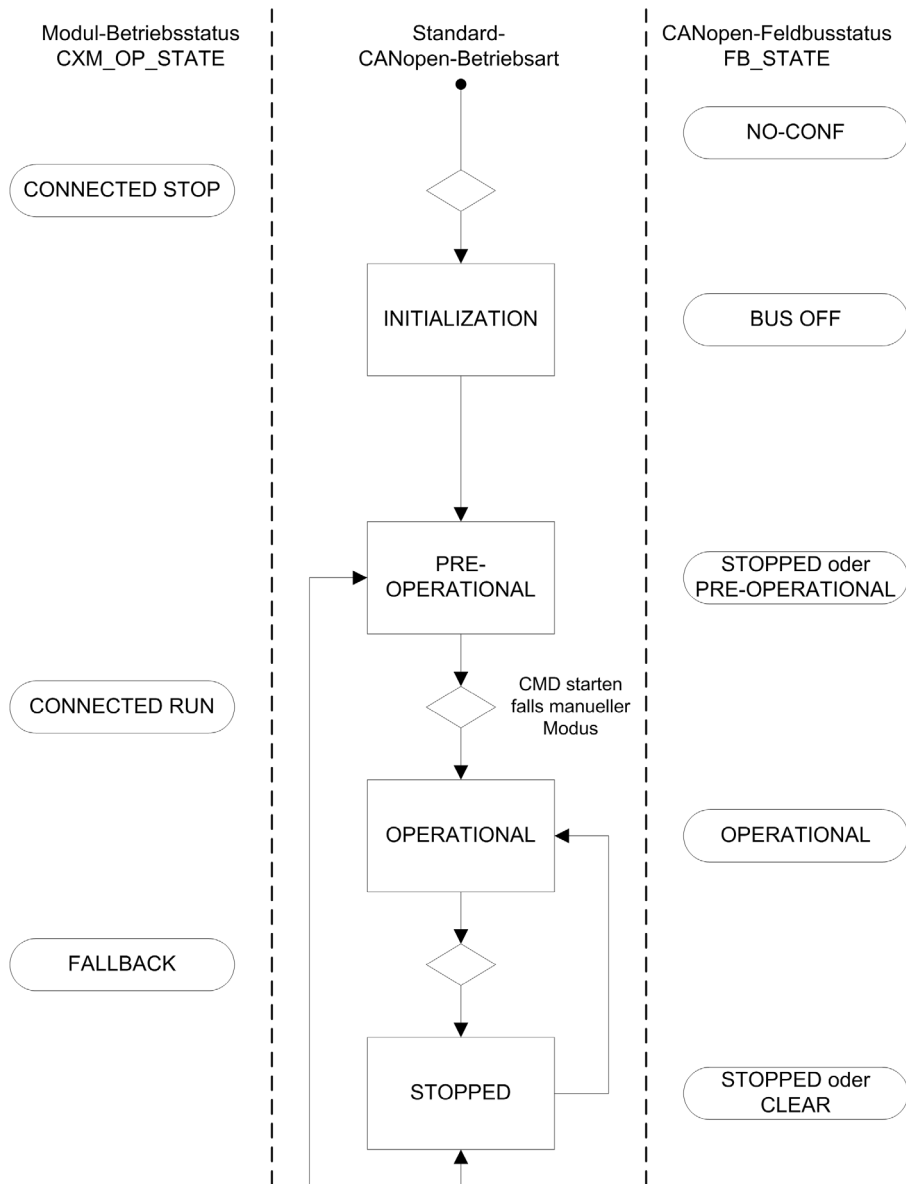 Modul-Betriebsstatus
CXM_OP_STATE
Standard-
CANopen-Betriebsart
CANopen-Feldbusstatus
FB_STATE
NO-CONF
CONNECTED STOP
INITIALIZATION
BUS OFF
PRE-
OPERATIONAL
STOPPED oder
PRE-OPERATIONAL
CONNECTED RUN
CMD starten
falls manueller
Modus
OPERATIONAL
OPERATIONAL
FALLBACK
STOPPED
STOPPED oder
CLEAR